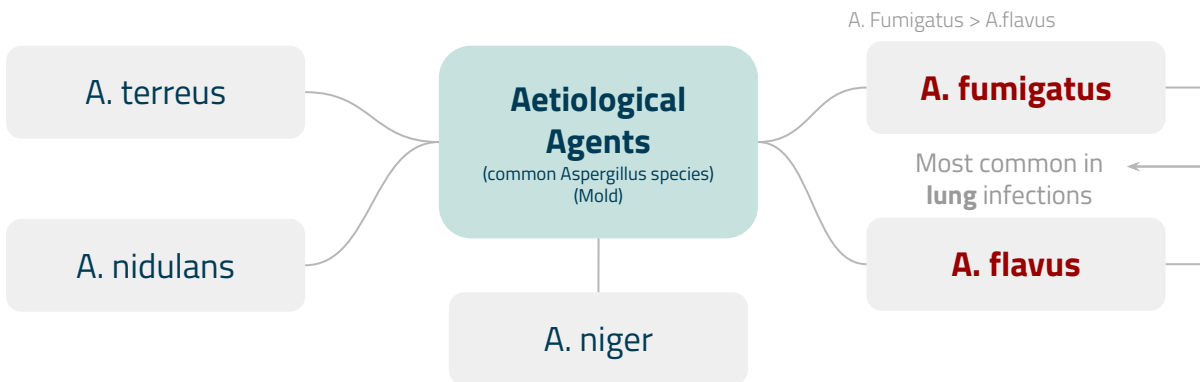 A. Fumigatus > A.flavus
A. terreus
Aetiological
Agents
(common Aspergillus species)
(Mold)
A. fumigatus
Most common in
lung infections
A. nidulans
A. flavus
A. niger